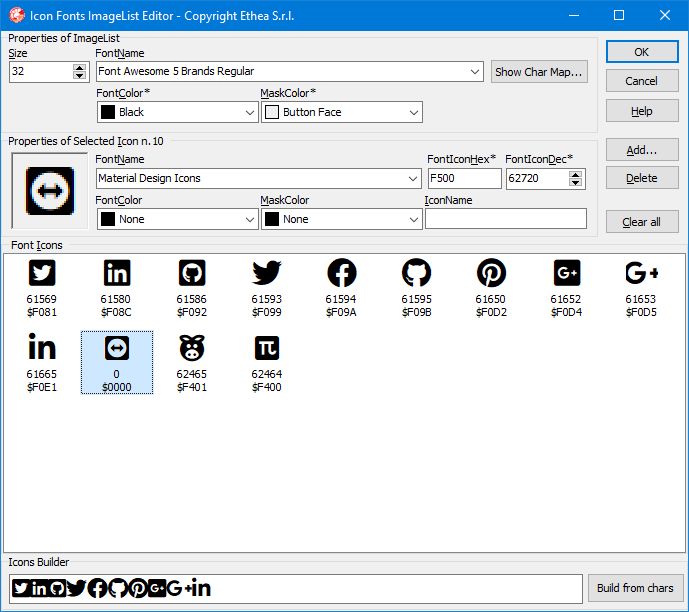 Icon Fonts ImageList Editor - Copyright Ethea S.r.l.
Properties of ImageList
Size FontName
32 Font Awesome 5 Brands Regular Show Char Map...
FontColor* MaskColor*
Black Button Face
OK
Cancel
Help
Properties of Selected Icon n. 10
FontName FontIconHex* FontIconDec*
Material Design Icons F500 62720
FontColor MaskColor IconName
None None
Add...
Delete
Clear all
Font Icons
61569 61580 61586 61593 61594 61595 61650 61652 61653
$F081 $F08C $F092 $F099 $F09A $F09B $F0D2 $F0D4 $F0D5
61665 0 62465 62464
$F0E1 $0000 $F401 $F400
Icons Builder
Build from chars